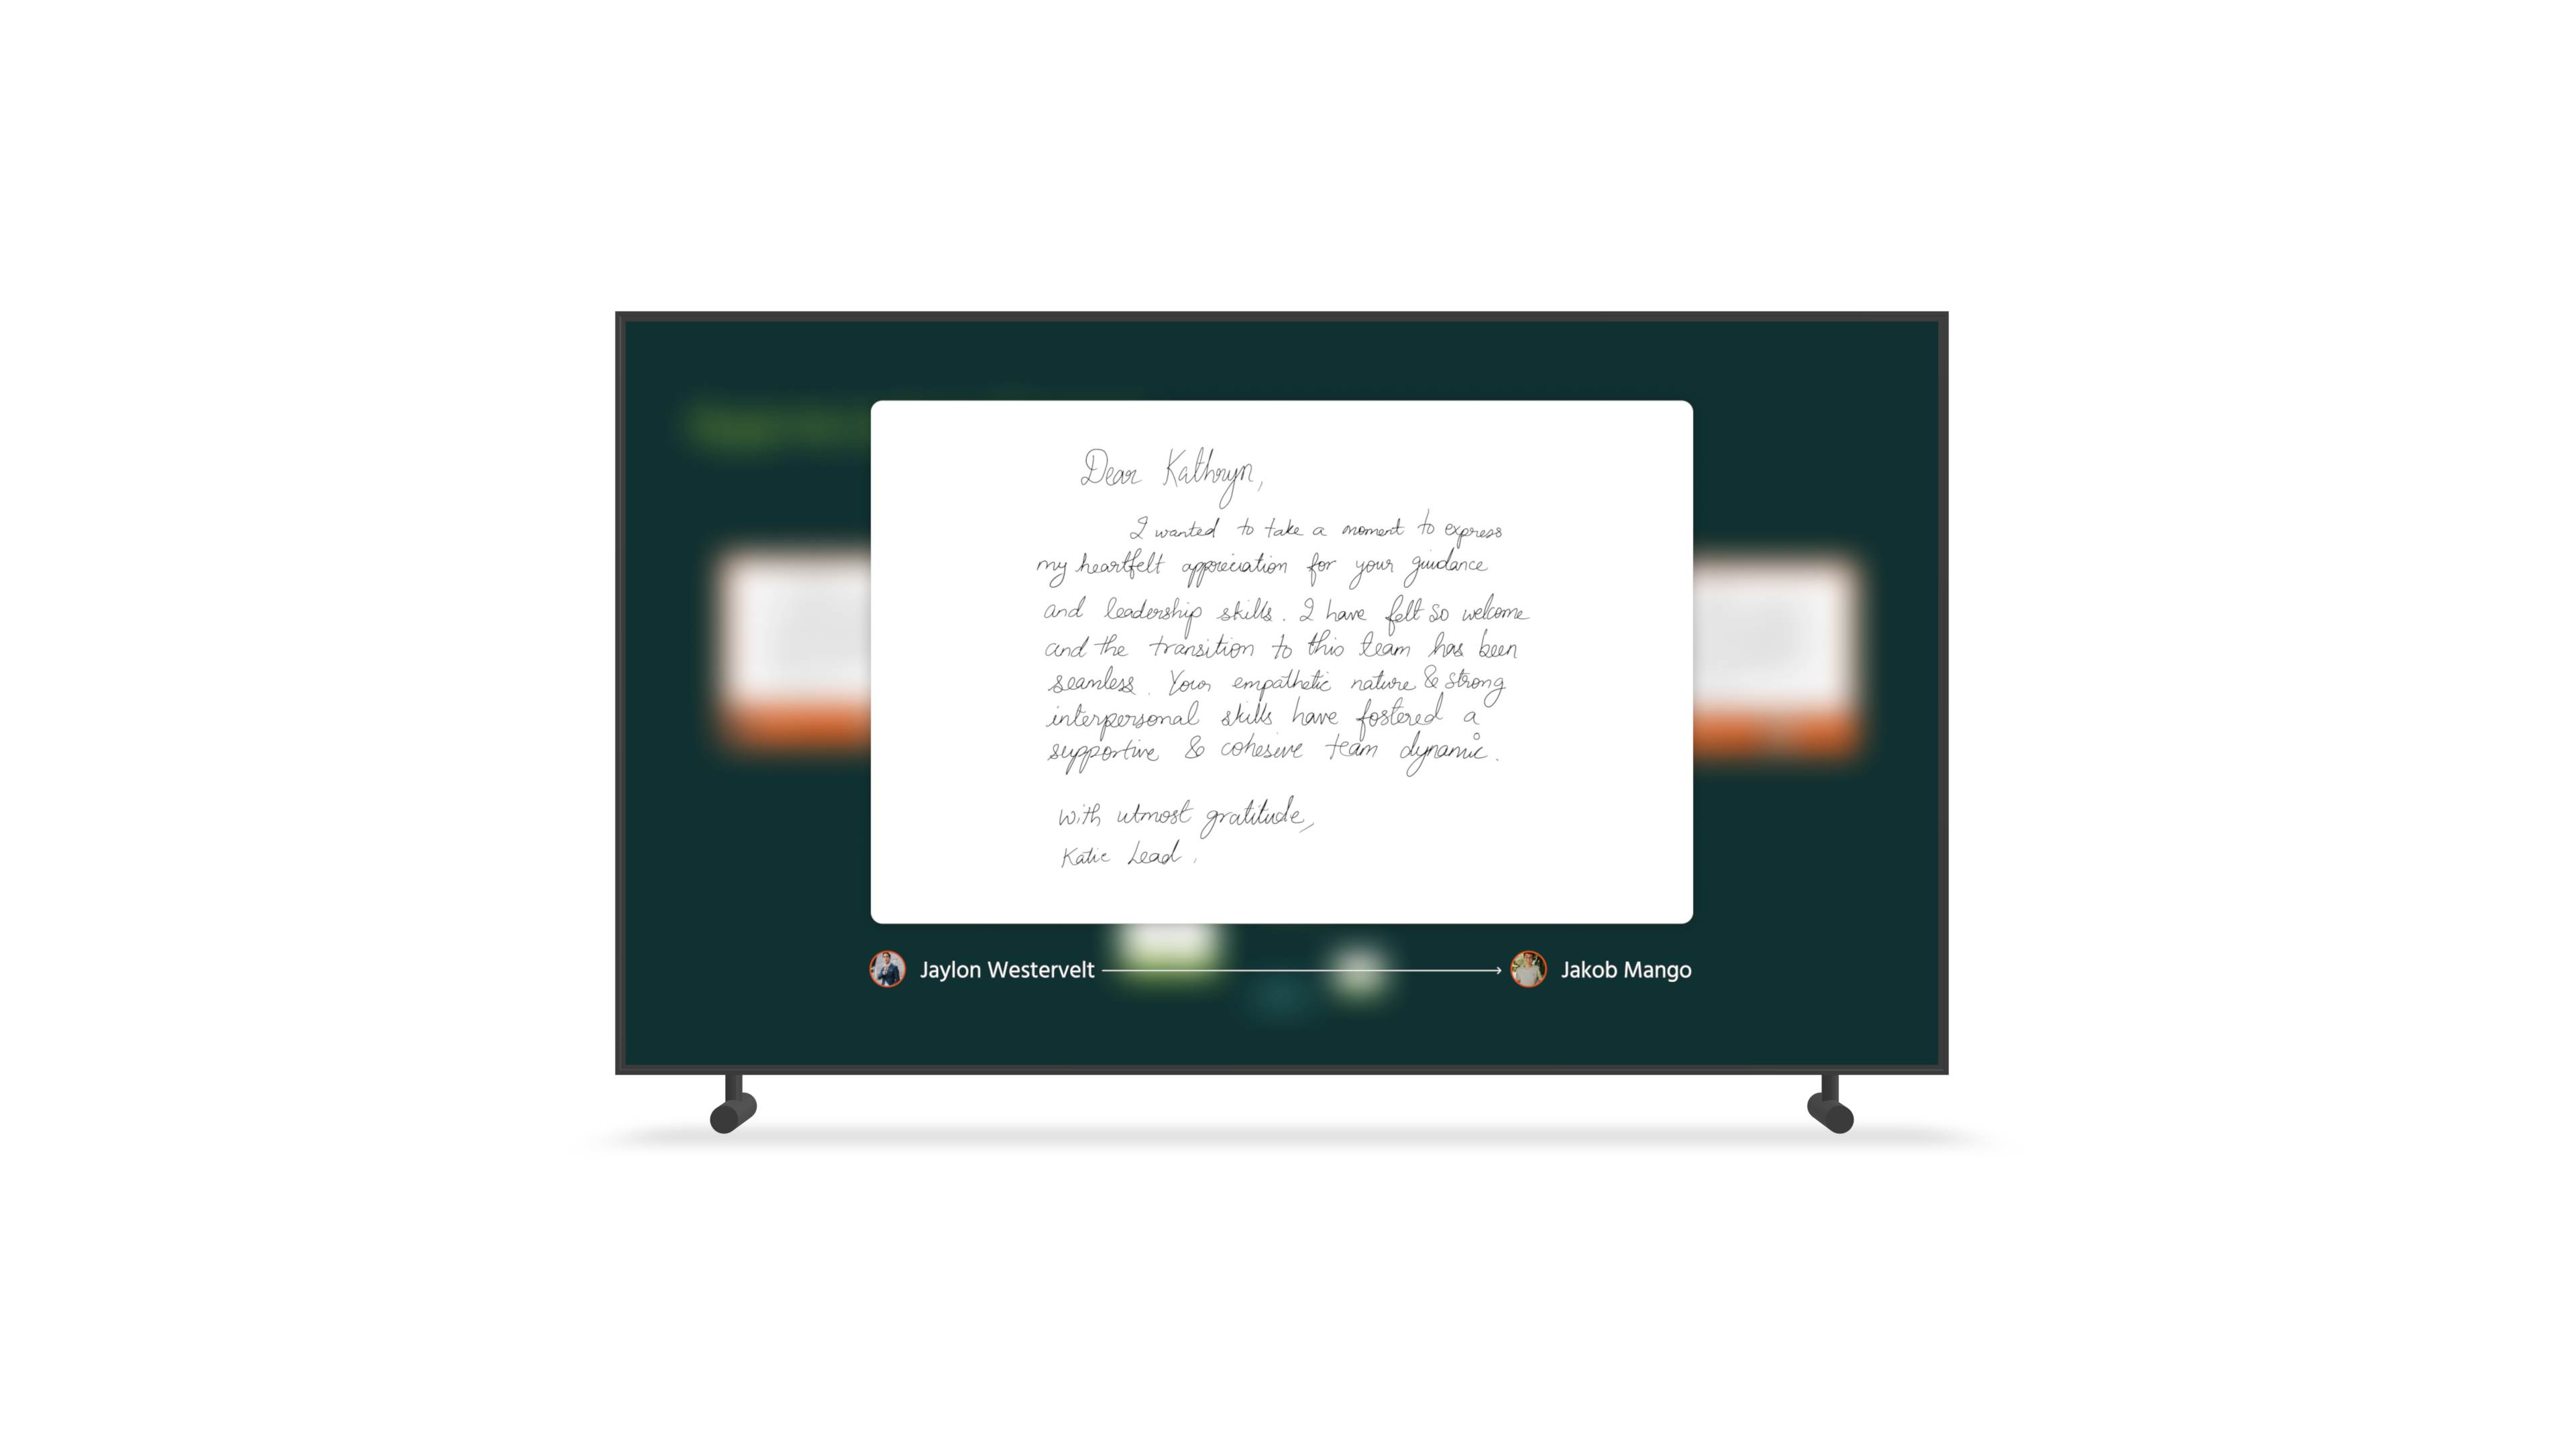 Dear Kathryn,
I wanted to take a moment to express
my heartfelt appreciation for your guidance
and leadership skills. I have felt so welcome
and the transition to this team has been
seamless. Your empathetic nature & strong
interpersonal skills have fostered a
supportive & cohesive team dynamic.
With utmost gratitude,
Katie Lead.
Jaylon Westervelt
Jakob Mango